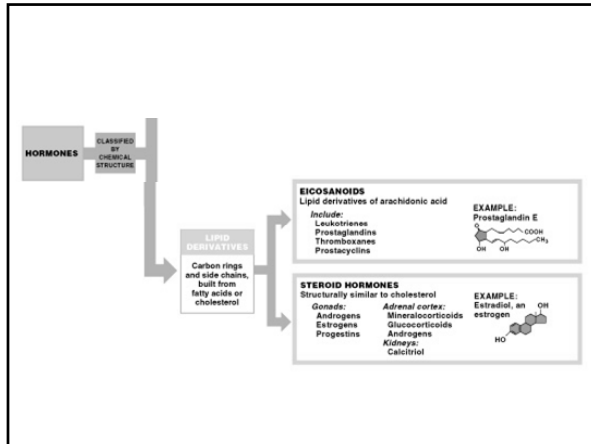 HORMONES
CLASSIFIED
BY
CHEMICAL
STRUCTURE
LIPID
DERIVATIVES
Carbon rings
and side chains,
built from
fatty acids or
cholesterol
EICOSANOIDS
Lipid derivatives of arachidonic acid
Include:
Leukotrienes
Prostaglandins
Thromboxanes
Prostacyclins
EXAMPLE:
Prostaglandin E
O
COOH
CH3
OH
OH
STEROID HORMONES
Structurally similar to cholesterol
Gonads:
Androgens
Estrogens
Progestins
Adrenal cortex:
Mineralocorticoids
Glucocorticoids
Androgens
Kidneys:
Calcitriol
EXAMPLE:
Estradiol, an
estrogen
OH
HO